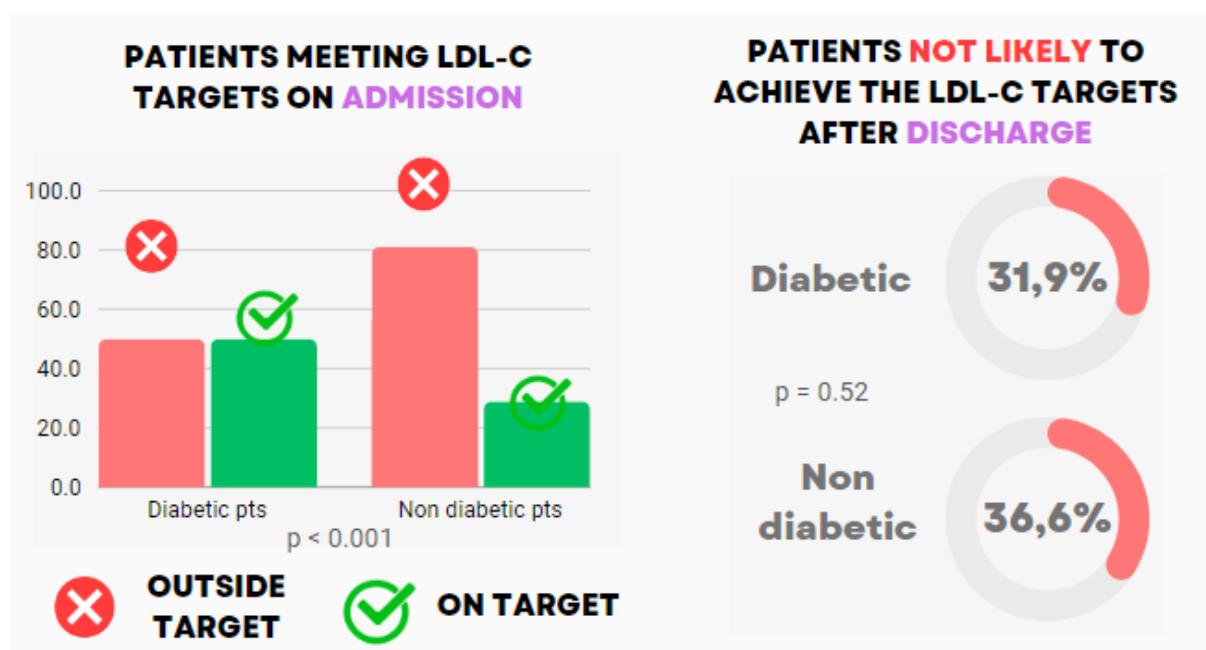 PATIENTS MEETING LDL-C
TARGETS ON ADMISSION
100.0
80.0
60.0
40.0
20.0
0.0
Diabetic pts
Non diabetic pts
p < 0.001
OUTSIDE
TARGET
ON TARGET
PATIENTS NOT LIKELY TO
ACHIEVE THE LDL-C TARGETS
AFTER DISCHARGE
Diabetic
31,9%
p = 0.52
Non
diabetic
36,6%